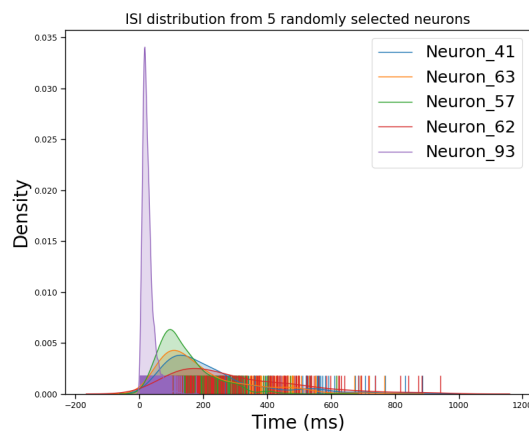 ISI distribution from 5 randomly selected neurons
0.035
0.030
0.025
0.020
0.015
0.010
0.005
0.000
Density
Neuron_41
Neuron_63
Neuron_57
Neuron_62
Neuron_93
−200
0
200
400
600
800
1000
1200
Time (ms)